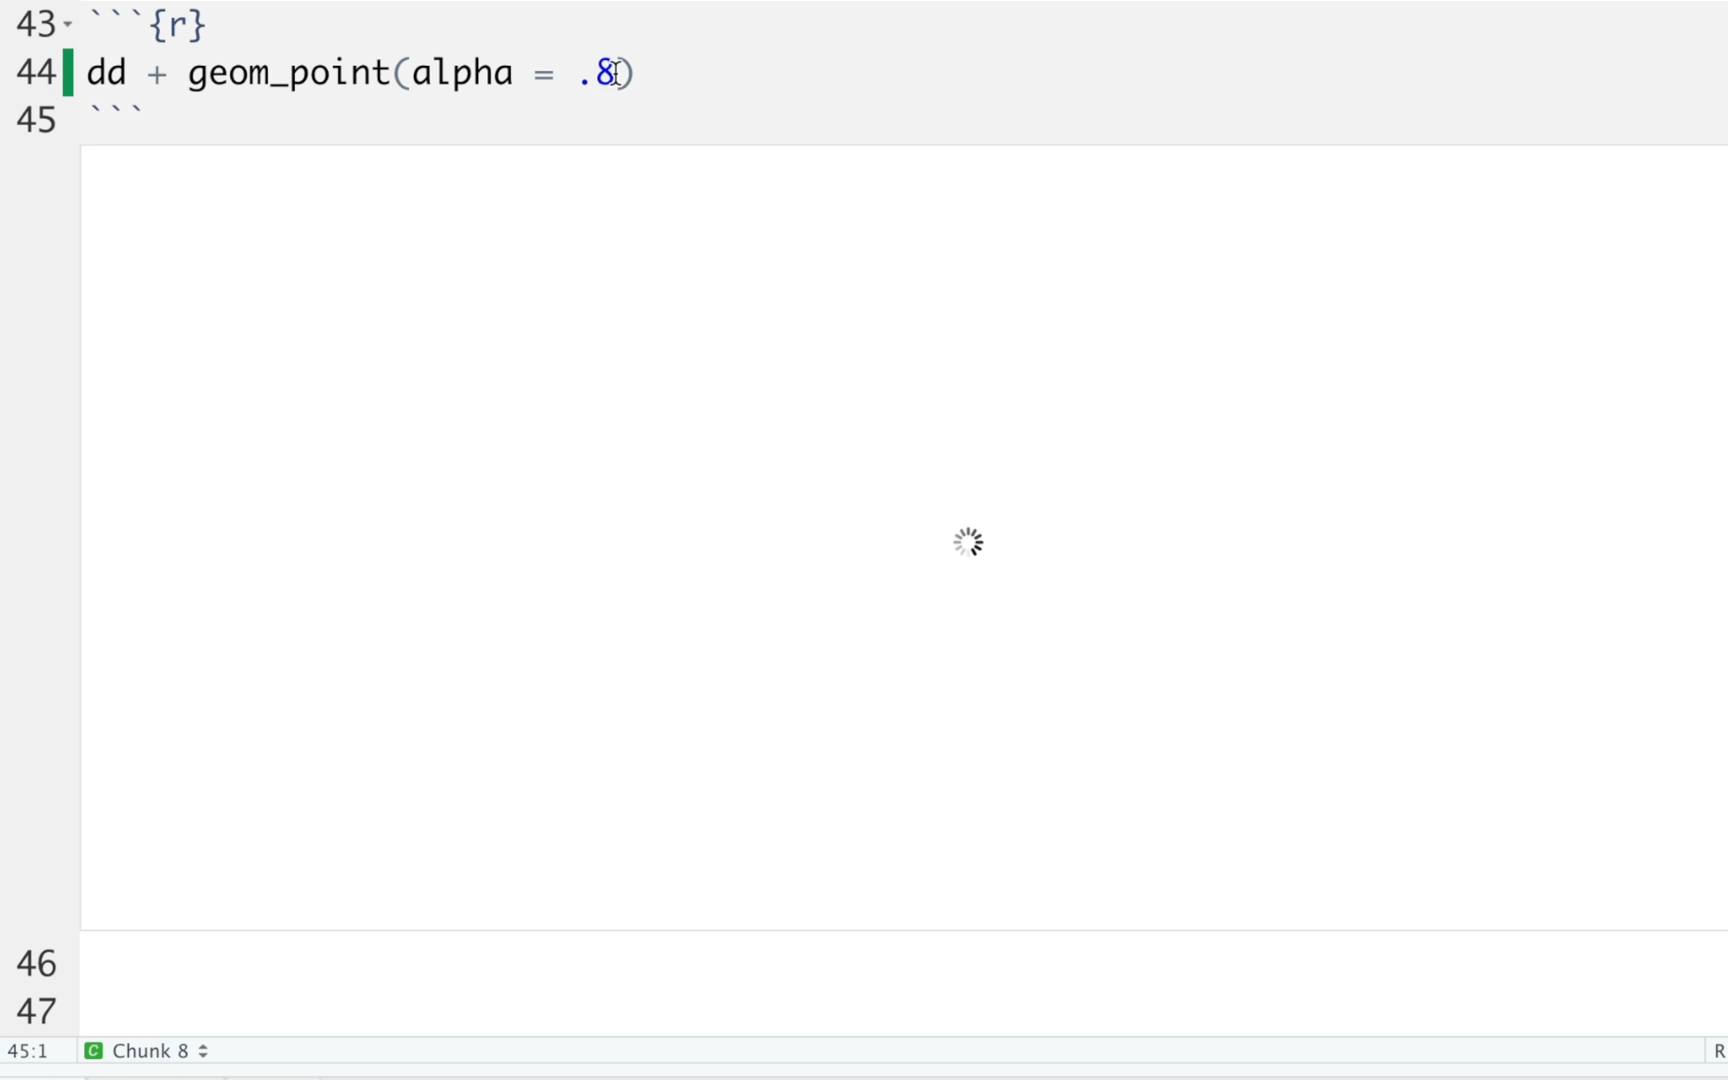 43 ```{r}
44 dd + geom_point(alpha = .8)
45 ```
46
47
45:1 C Chunk 8 R